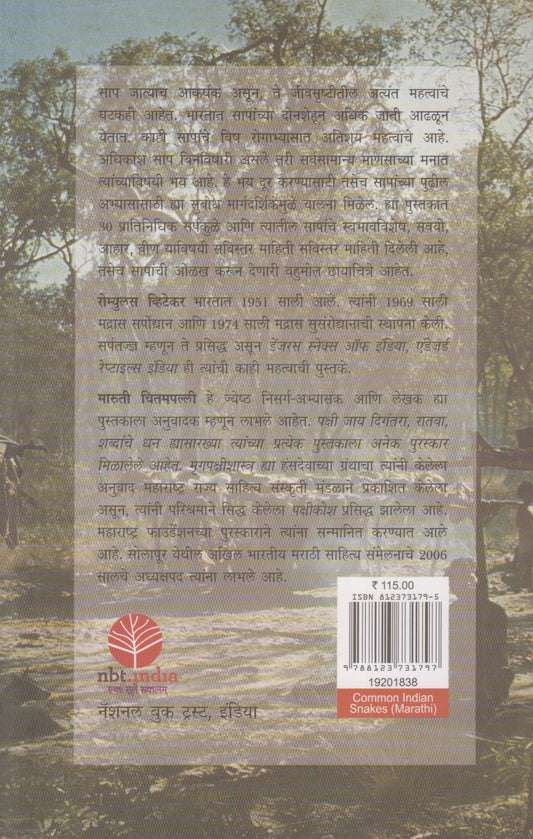 साप जात्याच आकर्षक असून, ते जीवसृष्टीतील अत्यंत महत्वाचे
घटकही आहेत. भारतात सापांच्या दोनशेहून अधिक जाती आढळून
येतात. काही सापांचे विष रोगाभ्यासात अतिशय महत्वाचे आहे.
अधिकांश साप बिनविषारी असले तरी सर्वसामान्य माणसाच्या मनात
त्यांच्याविषयी भय आहे. हे भय दूर करण्यासाटी तसेच सापांच्या पुढील
अभ्यासासाठी ह्या सुबोध मार्गदर्शिकेमुळे चालना मिळेल. ह्या पुस्तकात
30 प्रातिनिधिक सर्पकुळे आणि त्यातील सापांचे स्वभावविशेष, सवयी,
आहार, वीण याविषयी सविस्तर माहिती सविस्तर माहिती दिलेली आहे,
तसेच सापांची ओळख करून देणारी बहुमोल छायाचित्रे आहेत.
रोम्युलस व्हिटेकर भारतात 1951 साली आले. त्यांनी 1969 साली
मद्रास सर्पोद्यान आणि 1974 साली मद्रास सुसरोद्यानाची स्थापना केली.
सर्पतज्ज्ञ म्हणून ते प्रसिद्ध असून डेंजरस स्नेक्स ऑफ इंडिया, एंडेंजर्ड
रेप्टाइल्स इंडिया ही त्यांची काही महत्वाची पुस्तके.
मारुती चितमपल्ली हे ज्येष्ठ निसर्ग-अभ्यासक आणि लेखक ह्या
पुस्तकाला अनुवादक म्हणून लाभले आहेत. पक्षी जाय दिगंतरा, रातवा,
शब्दांचे धन ह्यासारख्या त्यांच्या प्रत्येक पुस्तकाला अनेक पुरस्कार
मिळालेले आहेत. मृगपक्षीशास्त्र ह्या हंसदेवाच्या ग्रंथाचा त्यांनी केलेला
अनुवाद महाराष्ट्र राज्य साहित्य संस्कृती मंडळाने प्रकाशित केलेला
असून, त्यांनी परिश्रमाने सिद्ध केलेला पक्षीकोश प्रसिद्ध झालेला आहे.
महाराष्ट्र फाउंडेशनच्या पुरस्काराने त्यांना सन्मानित करण्यात आले
आहे. सोलापूर येथील अखिल भारतीय मराठी साहित्य संमेलनाचे 2006
सालचे अध्यक्षपद त्यांना लाभले आहे.
₹ 115.00
ISBN 812373179-5
9 788123 731797
19201838
Common Indian
Snakes (Marathi)
nbt.india
एकः सूते सकलम्
नॅशनल बुक ट्रस्ट, इंडिया